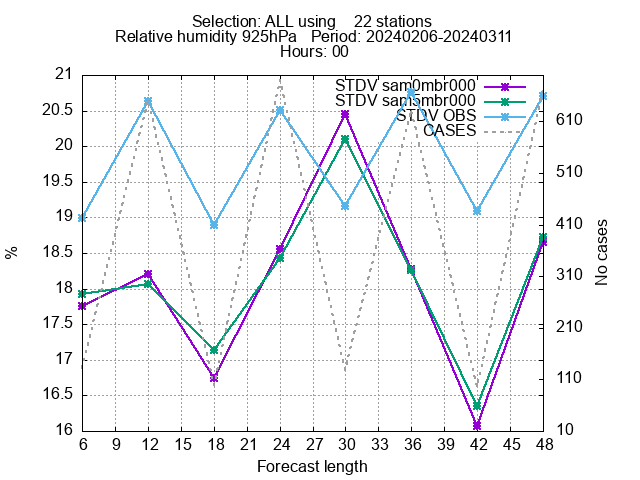 Selection: ALL using 22 stations
Relative humidity 925hPa Period: 20240206-20240311
Hours: 00
STDV sam0mbr000
STDV sam3mbr000
STDV OBS
CASES
21
20.5
20
19.5
19
18.5
18
17.5
17
16.5
16
610
510
410
310
210
110
10
%
No cases
6 9 12 15 18 21 24 27 30 33 36 39 42 45 48
Forecast length